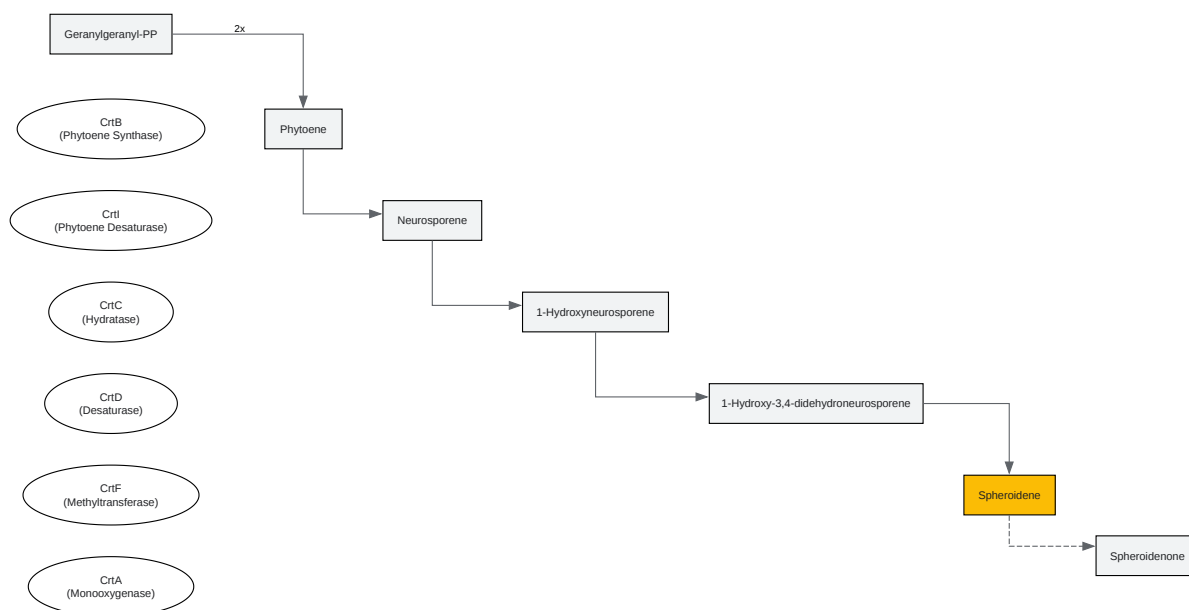 Geranylgeranyl-PP
2x
CrtB
(Phytoene Synthase)
Phytoene
CrtI
(Phytoene Desaturase)
Neurosporene
CrtC
(Hydratase)
1-Hydroxyneurosporene
CrtD
(Desaturase)
1-Hydroxy-3,4-didehydroneurosporene
CrtF
(Methyltransferase)
Spheroidene
Spheroidenone
CrtA
(Monooxygenase)